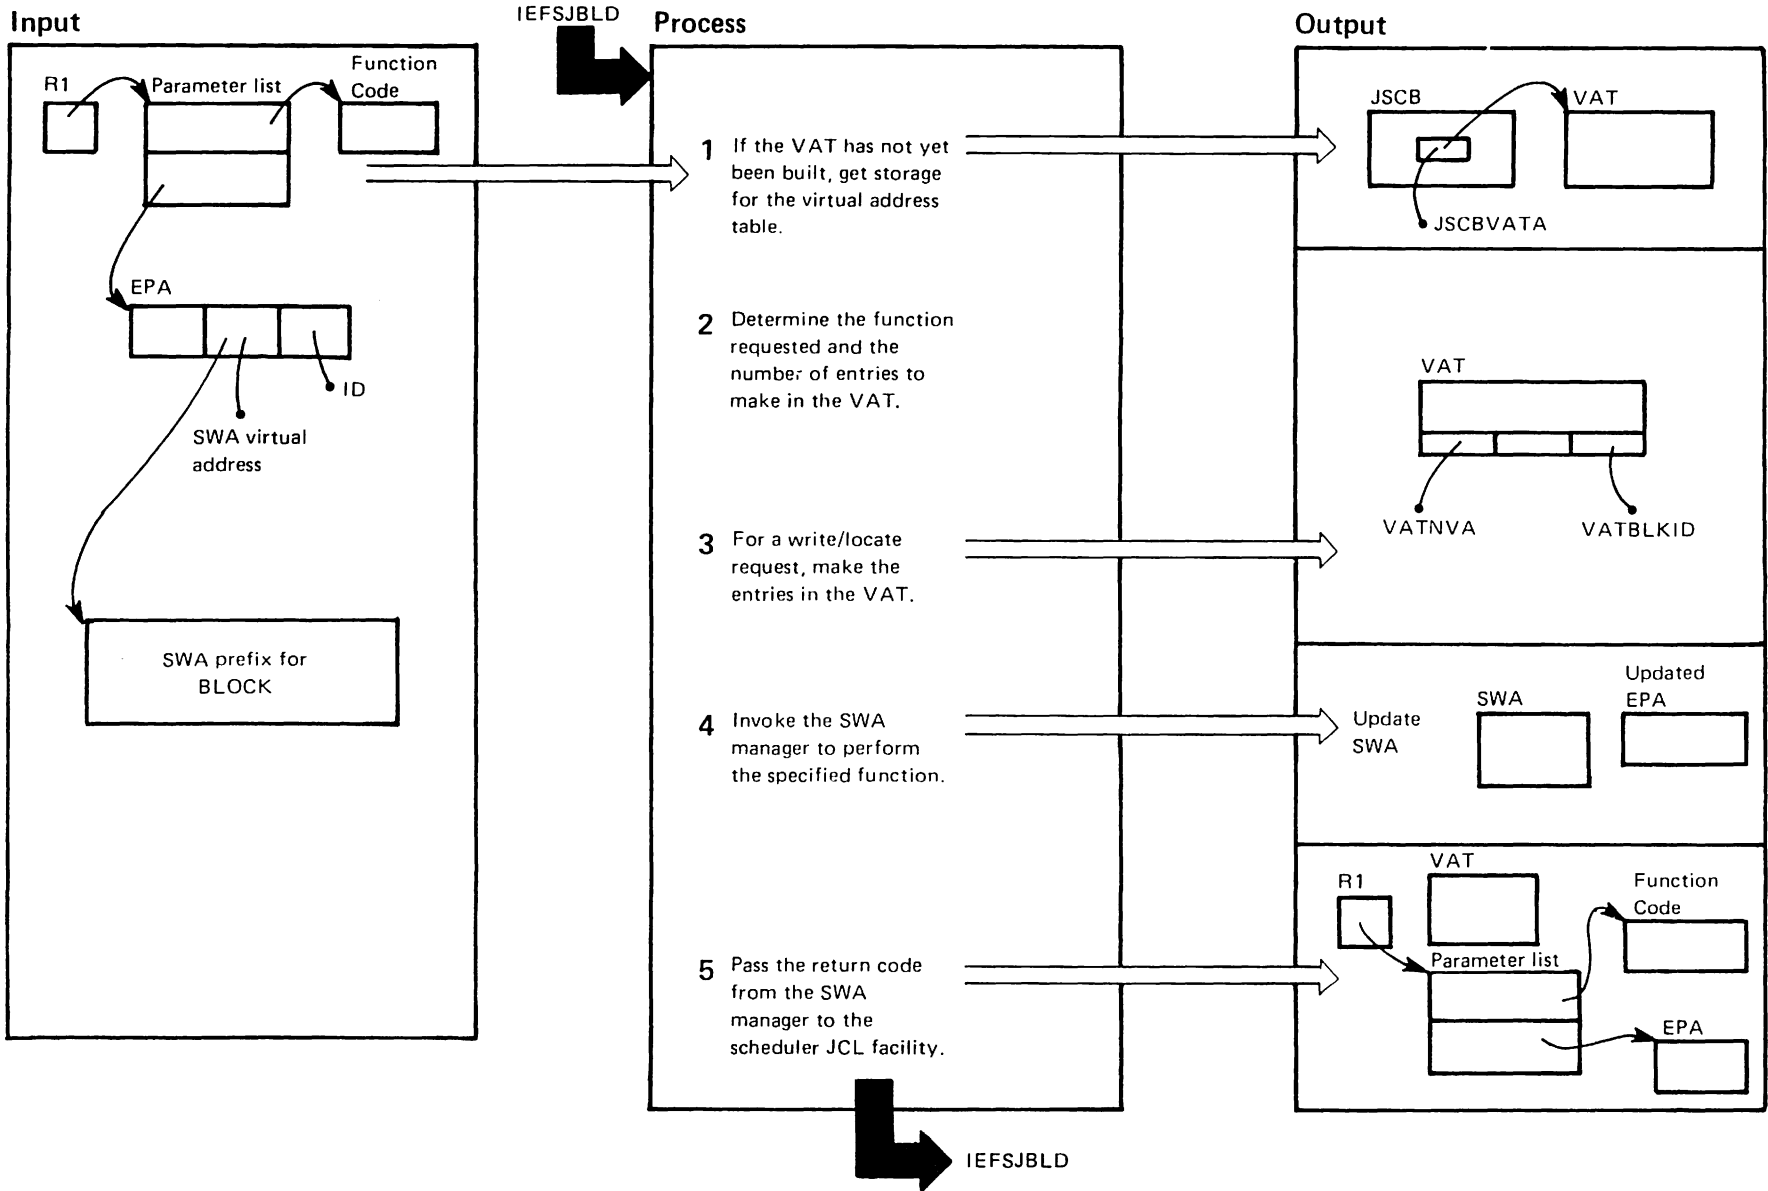 Input
R1
Parameter list
Function
Code
EPA
ID
SWA virtual
address
SWA prefix for
BLOCK
IEFSJBLD
Process
1 If the VAT has not yet
been built, get storage
for the virtual address
table.
2 Determine the function
requested and the
number of entries to
make in the VAT.
3 For a write/locate
request, make the
entries in the VAT.
4 Invoke the SWA
manager to perform
the specified function.
5 Pass the return code
from the SWA
manager to the
scheduler JCL facility.
IEFSJBLD
Output
JSCB
VAT
JSCBVATA
VAT
VATNVA
VATBLKID
Update
SWA
SWA
Updated
EPA
R1
VAT
Function
Code
Parameter list
EPA